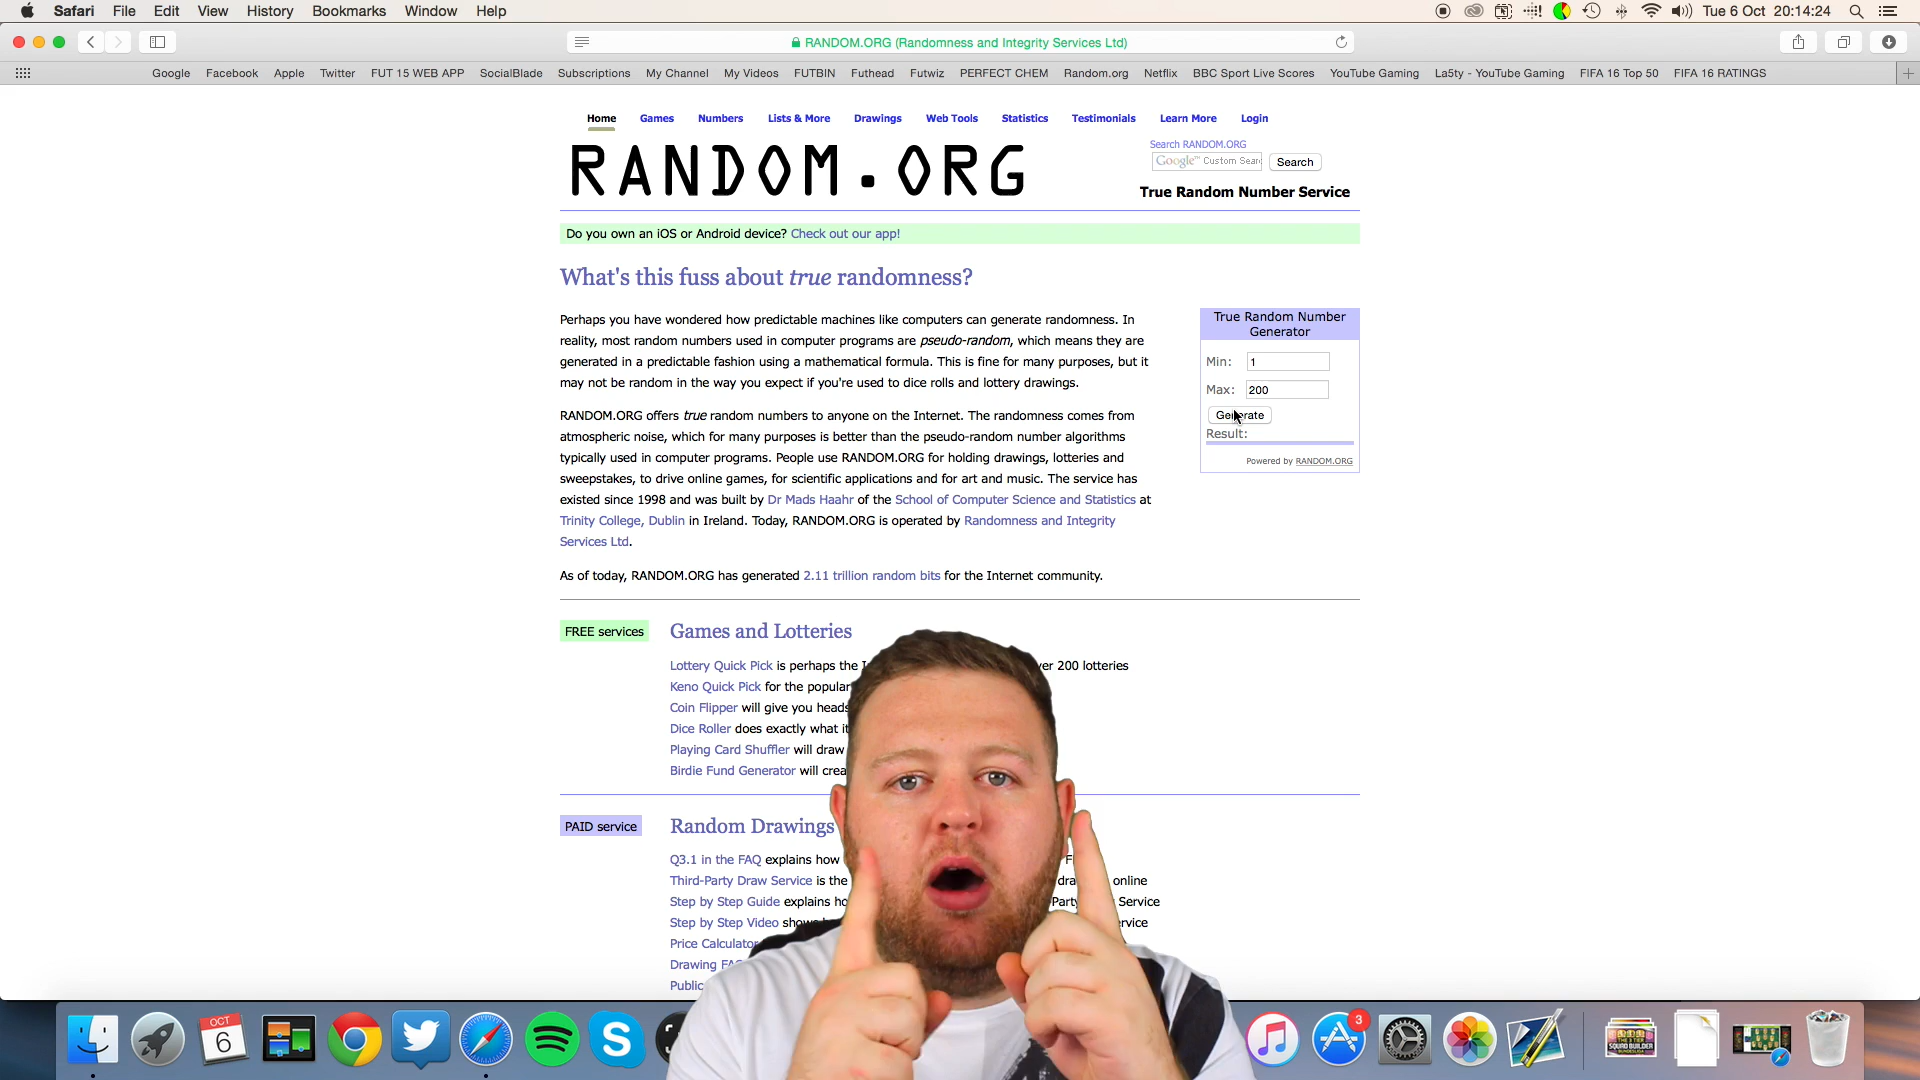 Safari File Edit View History Bookmarks Window Help
Tue 6 Oct 20:14:24
RANDOM.ORG (Randomness and Integrity Services Ltd)
Google Facebook Apple Twitter FUT 15 WEB APP SocialBlade Subscriptions My Channel My Videos FUTBIN Futhead Futwiz PERFECT CHEM Random.org Netflix BBC Sport Live Scores YouTube Gaming La5ty - YouTube Gaming FIFA 16 Top 50 FIFA 16 RATINGS
Home Games Numbers Lists & More Drawings Web Tools Statistics Testimonials Learn More Login
RANDOM.ORG
Search RANDOM.ORG
Google™ Custom Sear Search
True Random Number Service
Do you own an iOS or Android device? Check out our app!
What's this fuss about true randomness?
Perhaps you have wondered how predictable machines like computers can generate randomness. In
reality, most random numbers used in computer programs are pseudo-random, which means they are
generated in a predictable fashion using a mathematical formula. This is fine for many purposes, but it
may not be random in the way you expect if you're used to dice rolls and lottery drawings.
RANDOM.ORG offers true random numbers to anyone on the Internet. The randomness comes from
atmospheric noise, which for many purposes is better than the pseudo-random number algorithms
typically used in computer programs. People use RANDOM.ORG for holding drawings, lotteries and
sweepstakes, to drive online games, for scientific applications and for art and music. The service has
existed since 1998 and was built by Dr Mads Haahr of the School of Computer Science and Statistics at
Trinity College, Dublin in Ireland. Today, RANDOM.ORG is operated by Randomness and Integrity
Services Ltd.
As of today, RANDOM.ORG has generated 2.11 trillion random bits for the Internet community.
True Random Number
Generator
Min: 1
Max: 200
Generate
Result:
Powered by RANDOM.ORG
FREE services
Games and Lotteries
Lottery Quick Pick is perhaps the ver 200 lotteries
Keno Quick Pick for the popular
Coin Flipper will give you heads
Dice Roller does exactly what it
Playing Card Shuffler will draw
Birdie Fund Generator will crea
PAID service
Random Drawings
Q3.1 in the FAQ explains how
Third-Party Draw Service is the dra online
Step by Step Guide explains ho Party Service
Step by Step Video show rvice
Price Calculator
Drawing FAQ
Public
OCT
6
3